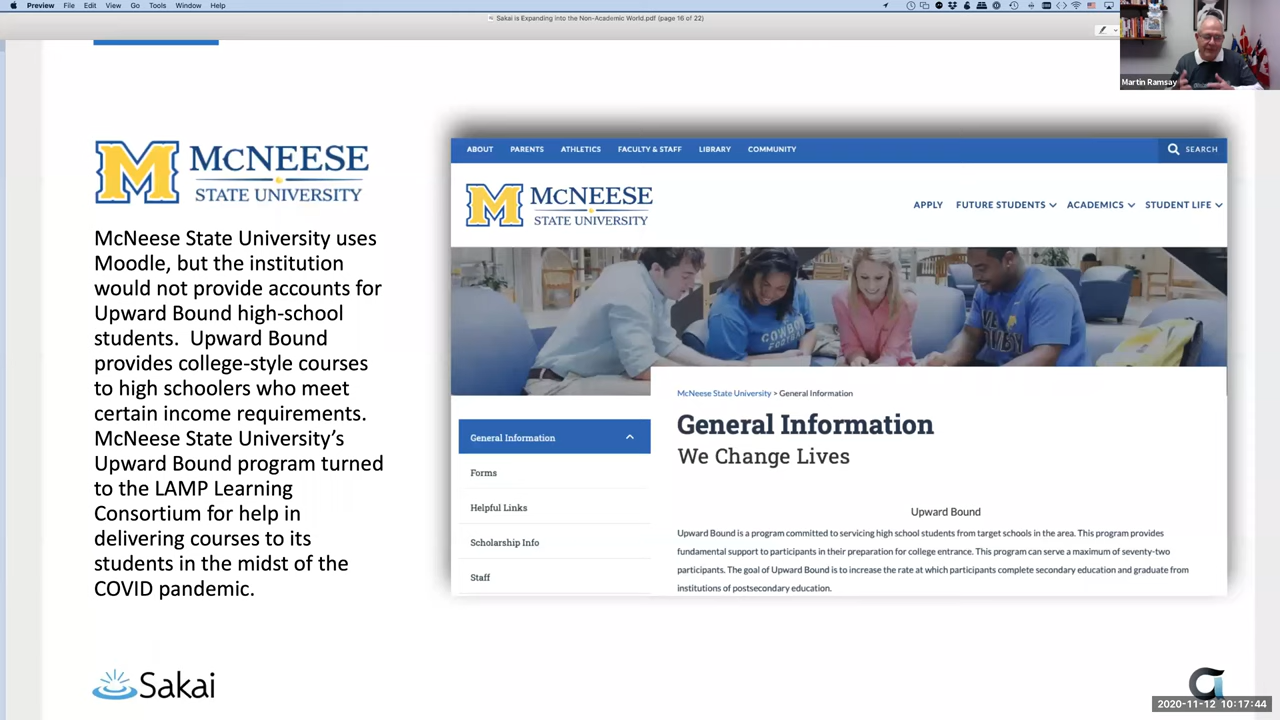 Preview File Edit View Go Tools Window Help
Sakai is Expanding into the Non-Academic World.pdf (page 16 of 22)
Martin Ramsay
M MCNEESE
STATE UNIVERSITY
McNeese State University uses
Moodle, but the institution
would not provide accounts for
Upward Bound high-school
students. Upward Bound
provides college-style courses
to high schoolers who meet
certain income requirements.
McNeese State University’s
Upward Bound program turned
to the LAMP Learning
Consortium for help in
delivering courses to its
students in the midst of the
COVID pandemic.
ABOUT PARENTS ATHLETICS FACULTY & STAFF LIBRARY COMMUNITY SEARCH
M MCNEESE
STATE UNIVERSITY
APPLY FUTURE STUDENTS ACADEMICS STUDENT LIFE
McNeese State University > General Information
General Information
We Change Lives
General Information
Forms
Helpful Links
Scholarship Info
Staff
Upward Bound
Upward Bound is a program committed to servicing high school students from target schools in the area. This program provides
fundamental support to participants in their preparation for college entrance. This program can serve a maximum of seventy-two
participants. The goal of Upward Bound is to increase the rate at which participants complete secondary education and graduate from
institutions of postsecondary education.
Sakai
2020-11-12 10:17:44